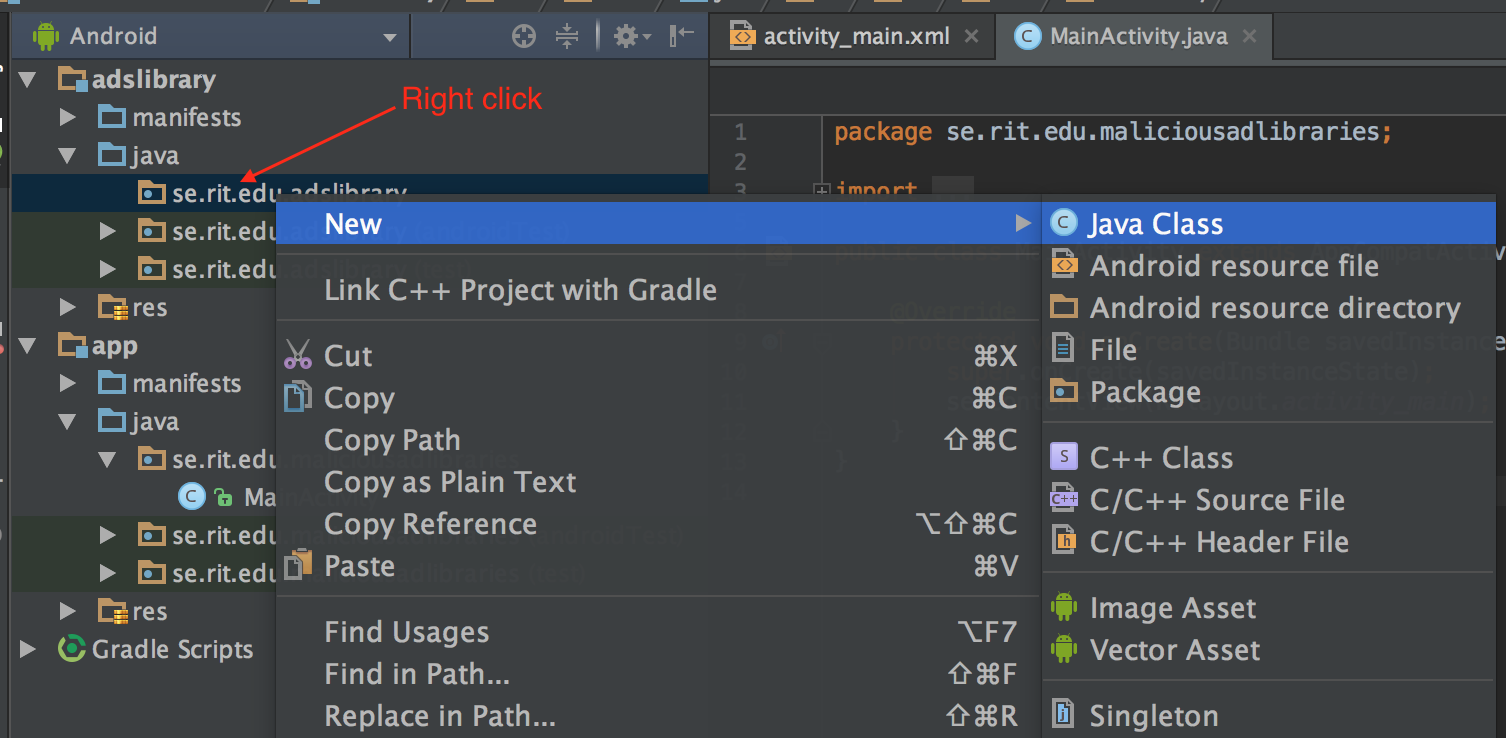 Android
activity_main.xml
MainActivity.java
adslibrary
manifests
Right click
java
se.rit.edu.adslibrary
se.rit.edu
se.rit.edu
res
app
manifests
java
se.rit.edu
se.rit.edu
se.rit.edu
res
Gradle Scripts
1 package se.rit.edu.maliciousadlibraries;
2
3 import
New
Link C++ Project with Gradle
Cut ⌘X
Copy ⌘C
Copy Path ⇧⌘C
Copy as Plain Text
Copy Reference ⌥⇧⌘C
Paste ⌘V
Find Usages ⌥F7
Find in Path... ⇧⌘F
Replace in Path... ⇧⌘R
Java Class
Android resource file
Android resource directory
File
Package
C++ Class
C/C++ Source File
C/C++ Header File
Image Asset
Vector Asset
Singleton